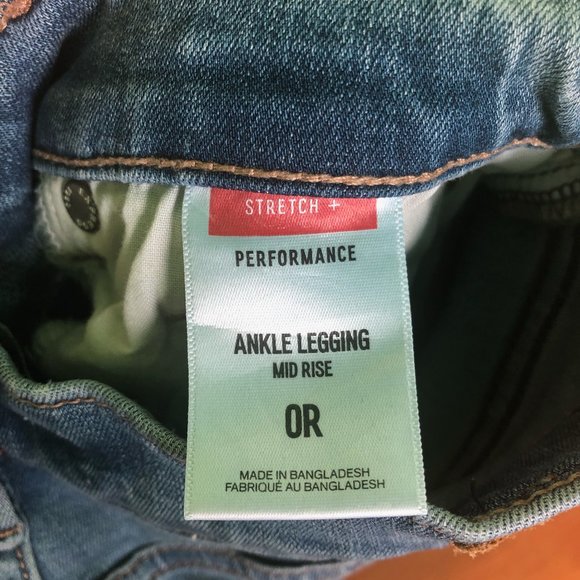 STRETCH +
PERFORMANCE
ANKLE LEGGING
MID RISE
0R
MADE IN BANGLADESH
FABRIQUÉ AU BANGLADESH